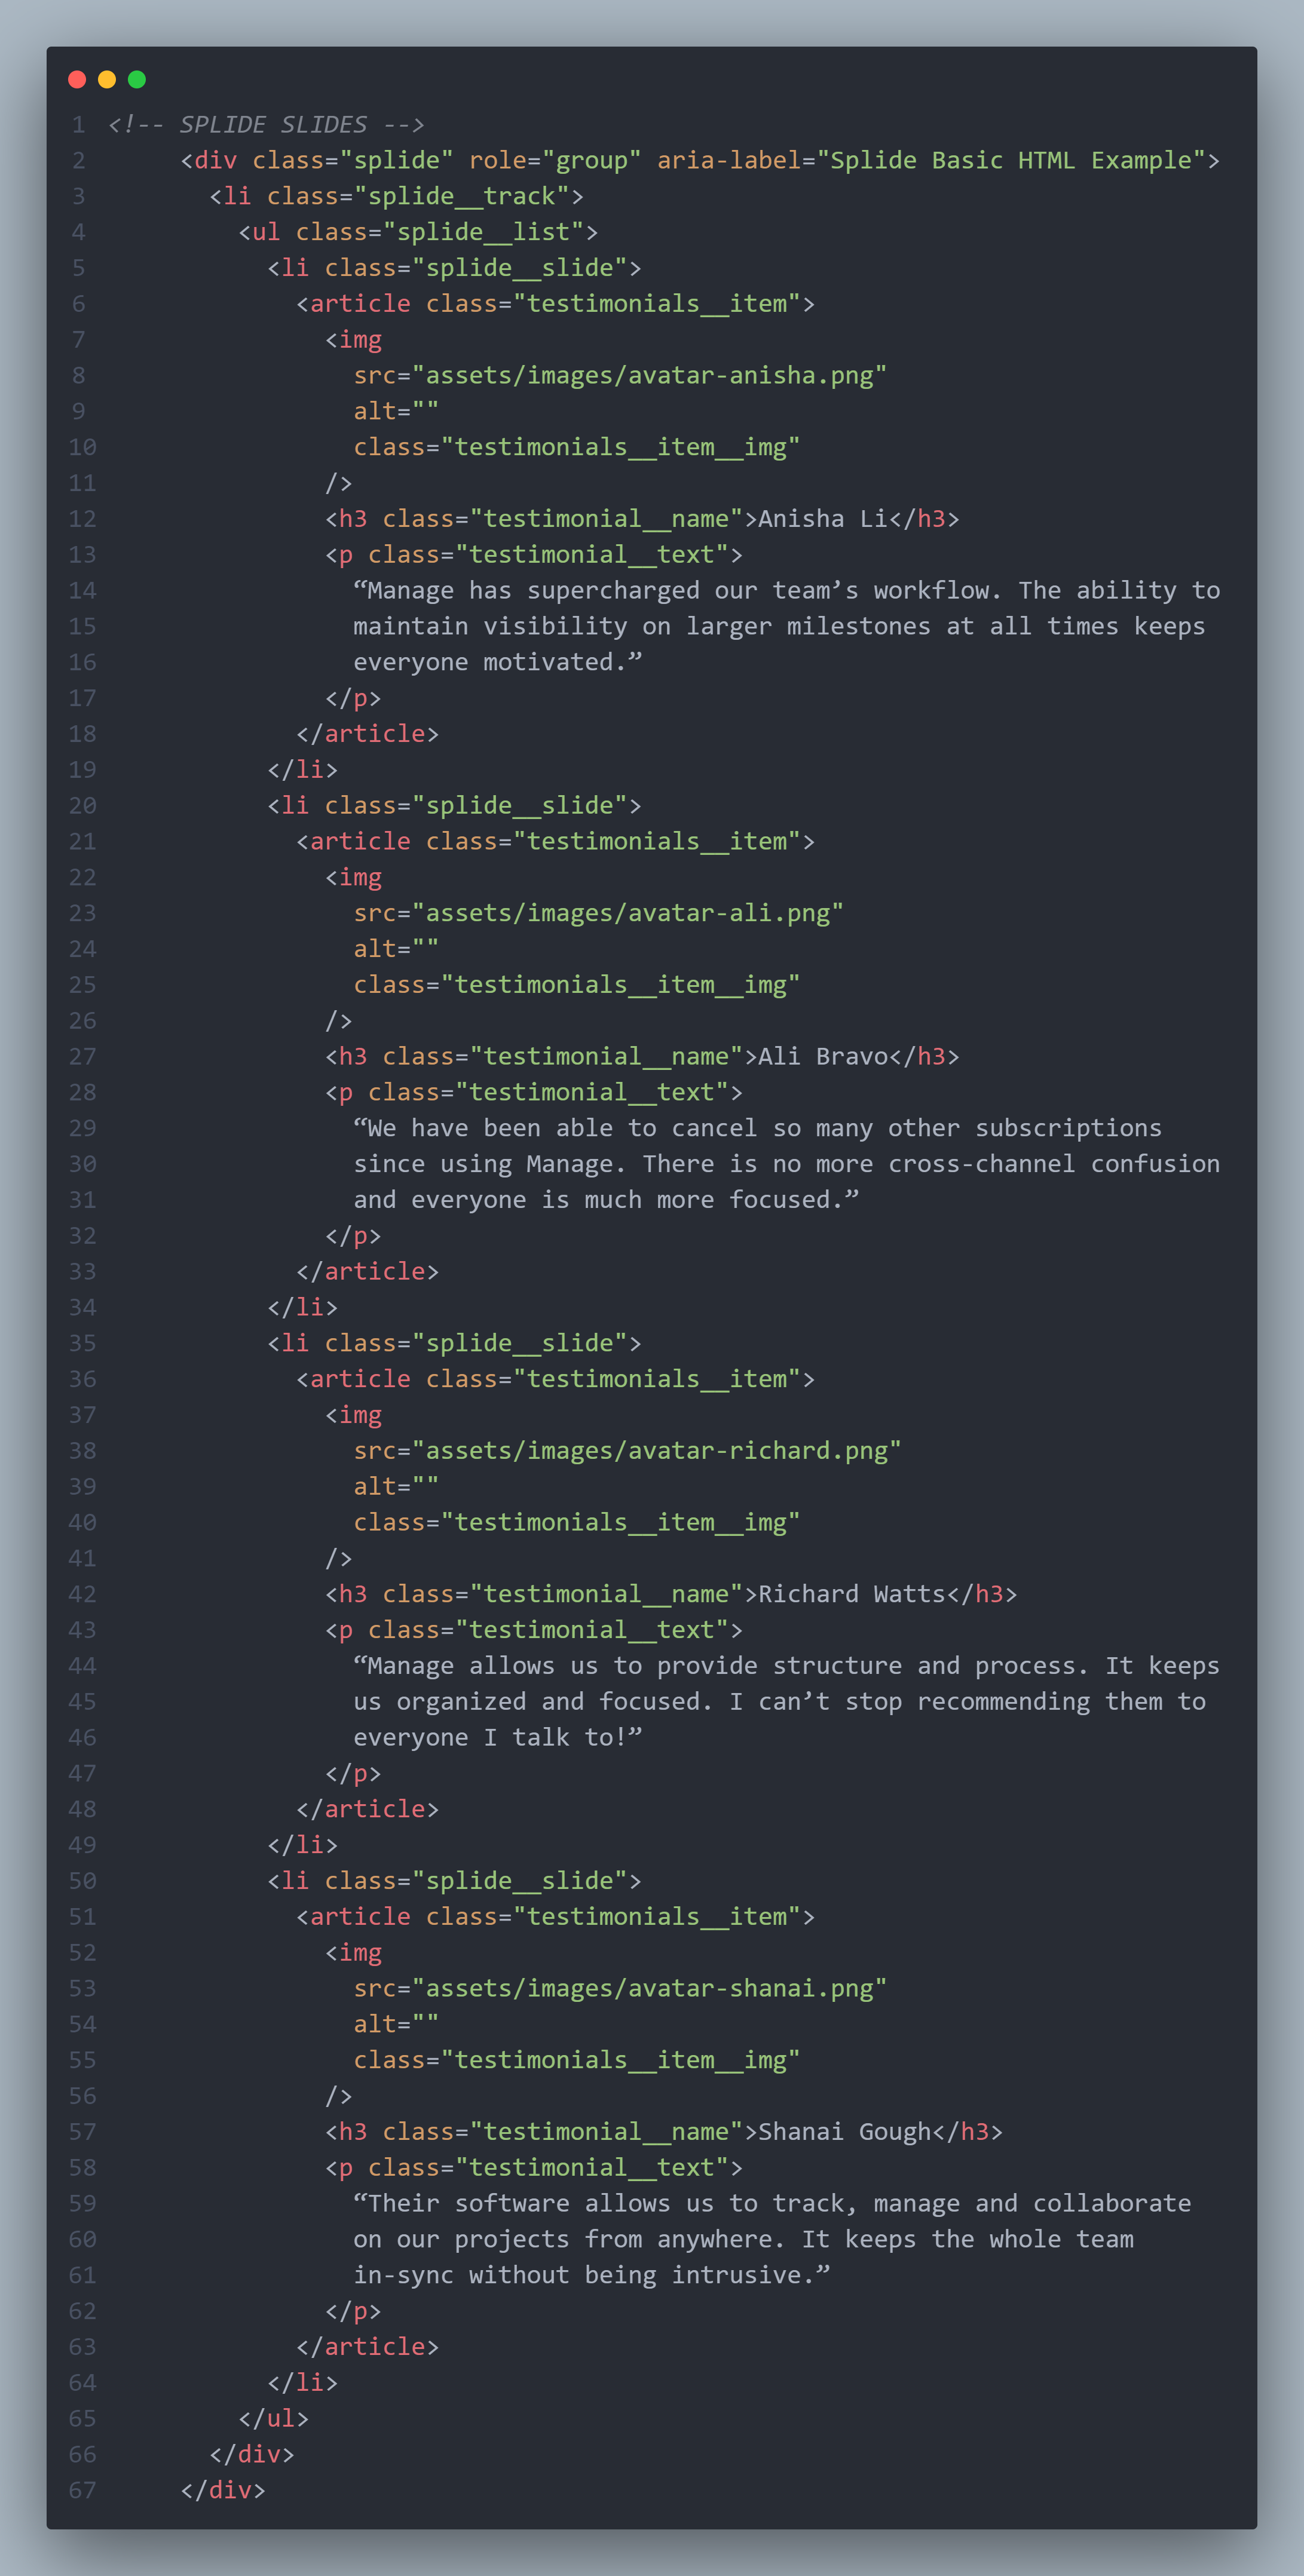 1 <!-- SPLIDE SLIDES -->
2      <div class="splide" role="group" aria-label="Splide Basic HTML Example">
3        <li class="splide__track">
4          <ul class="splide__list">
5            <li class="splide__slide">
6              <article class="testimonials__item">
7                <img
8                  src="assets/images/avatar-anisha.png"
9                  alt=""
10                  class="testimonials__item__img"
11                />
12                <h3 class="testimonial__name">Anisha Li</h3>
13                <p class="testimonial__text">
14                  “Manage has supercharged our team’s workflow. The ability to
15                  maintain visibility on larger milestones at all times keeps
16                  everyone motivated.”
17                </p>
18              </article>
19            </li>
20            <li class="splide__slide">
21              <article class="testimonials__item">
22                <img
23                  src="assets/images/avatar-ali.png"
24                  alt=""
25                  class="testimonials__item__img"
26                />
27                <h3 class="testimonial__name">Ali Bravo</h3>
28                <p class="testimonial__text">
29                  “We have been able to cancel so many other subscriptions
30                  since using Manage. There is no more cross-channel confusion
31                  and everyone is much more focused.”
32                </p>
33              </article>
34            </li>
35            <li class="splide__slide">
36              <article class="testimonials__item">
37                <img
38                  src="assets/images/avatar-richard.png"
39                  alt=""
40                  class="testimonials__item__img"
41                />
42                <h3 class="testimonial__name">Richard Watts</h3>
43                <p class="testimonial__text">
44                  “Manage allows us to provide structure and process. It keeps
45                  us organized and focused. I can’t stop recommending them to
46                  everyone I talk to!”
47                </p>
48              </article>
49            </li>
50            <li class="splide__slide">
51              <article class="testimonials__item">
52                <img
53                  src="assets/images/avatar-shanai.png"
54                  alt=""
55                  class="testimonials__item__img"
56                />
57                <h3 class="testimonial__name">Shanai Gough</h3>
58                <p class="testimonial__text">
59                  “Their software allows us to track, manage and collaborate
60                  on our projects from anywhere. It keeps the whole team
61                  in-sync without being intrusive.”
62                </p>
63              </article>
64            </li>
65          </ul>
66        </div>
67      </div>